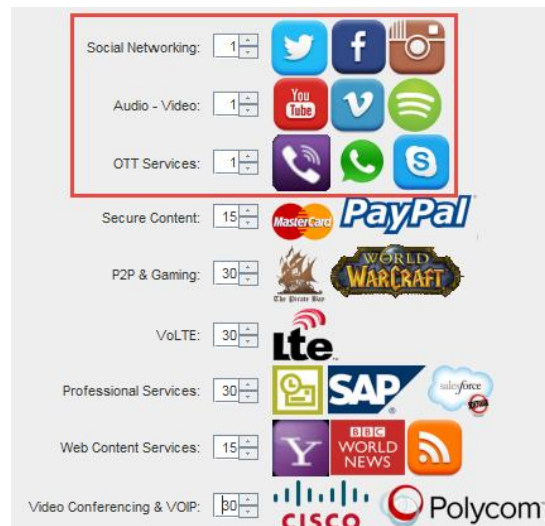 Social Networking: 1
f
Audio - Video: 1 You Tube v
OTT Services: 1 S
Secure Content: 15 MasterCard PayPal
P2P & Gaming: 30 The Pirate Bay WORLD WARCRAFT
VoLTE: 30 lte
Professional Services: 30 SAP salesforce
Web Content Services: 15 Y BBC WORLD NEWS
Video Conferencing & VOIP: 30 CISCO Polycom